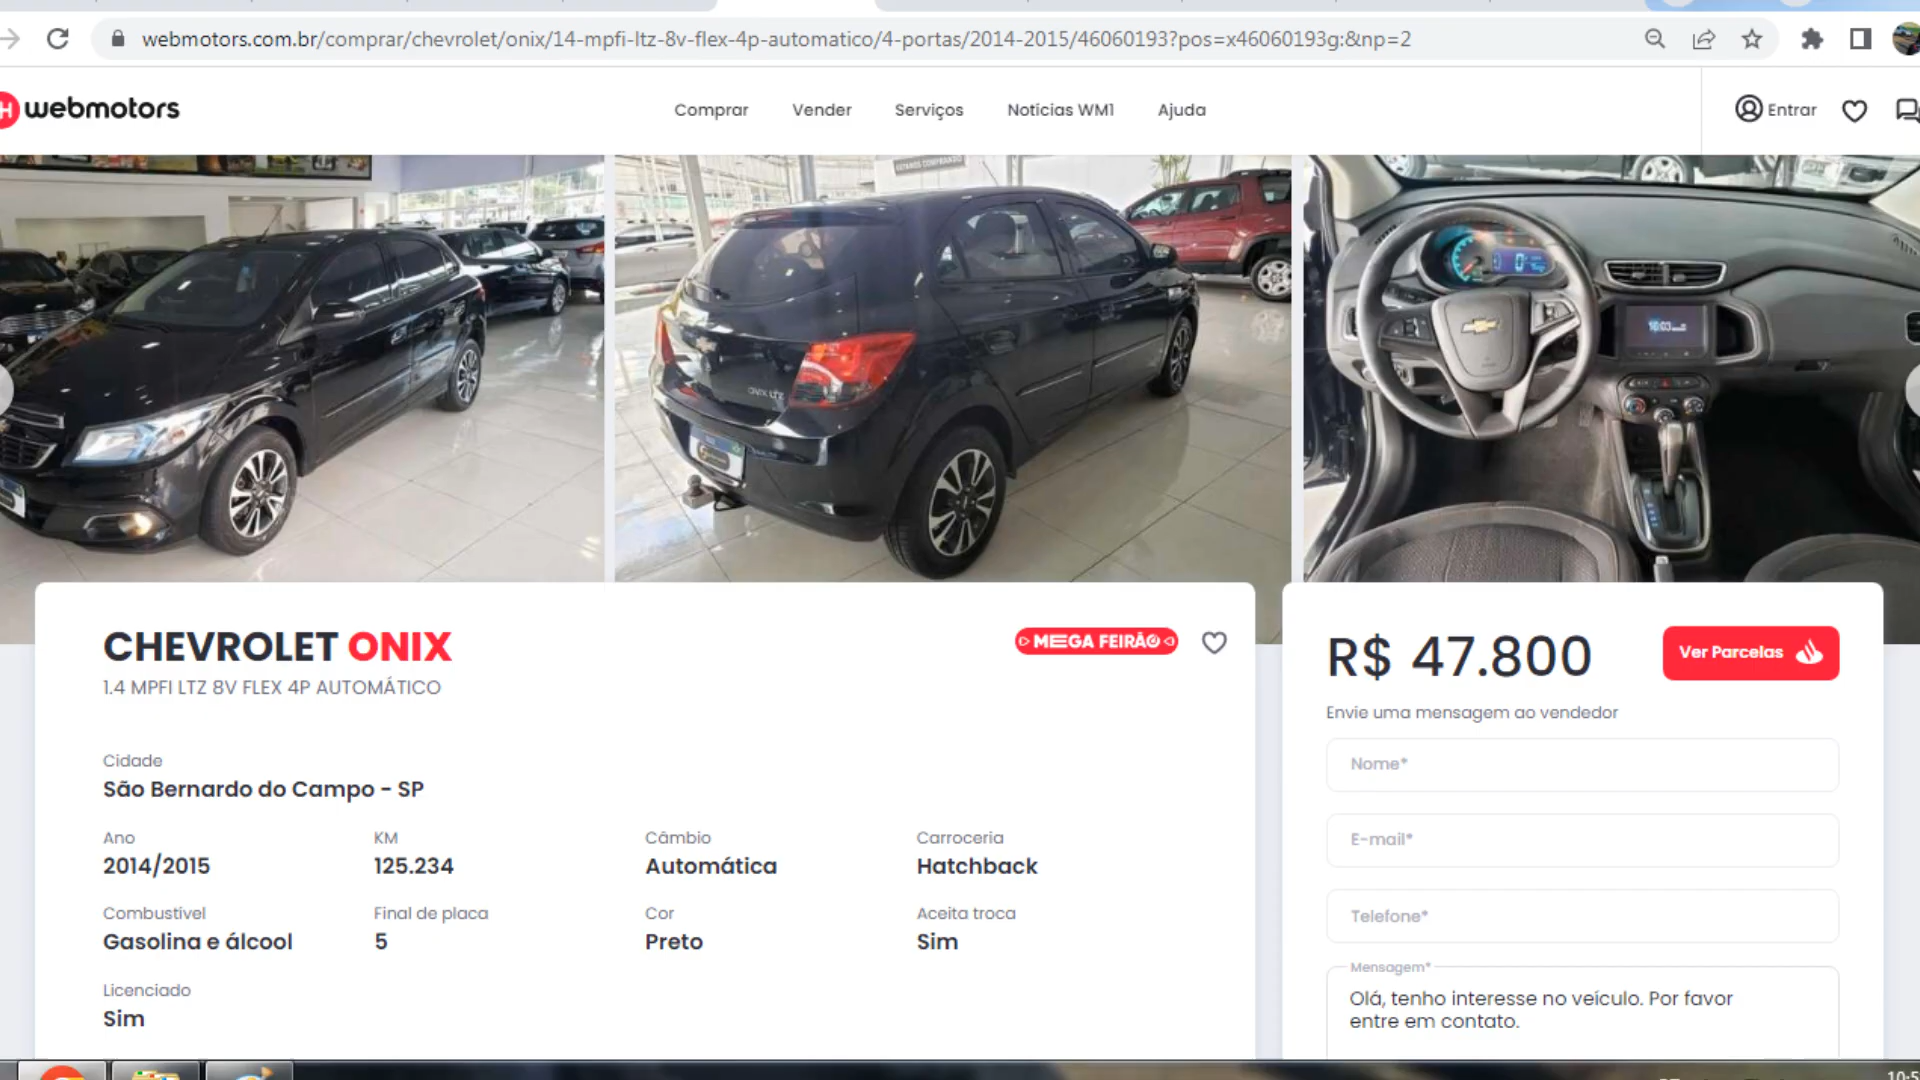 webmotors.com.br/comprar/chevrolet/onix/14-mpfi-ltz-8v-flex-4p-automatico/4-portas/2014-2015/46060193?pos=x46060193g:&np=2
webmotors
Comprar
Vender
Serviços
Notícias WM1
Ajuda
Entrar
ESTAMOS COMPRANDO
ONIX LTZ
CHEVROLET ONIX
1.4 MPFI LTZ 8V FLEX 4P AUTOMÁTICO
MEGA FEIRÃO
Cidade
São Bernardo do Campo - SP
Ano
2014/2015
KM
125.234
Câmbio
Automática
Carroceria
Hatchback
Combustível
Gasolina e álcool
Final de placa
5
Cor
Preto
Aceita troca
Sim
Licenciado
Sim
R$ 47.800
Ver Parcelas
Envie uma mensagem ao vendedor
Nome*
E-mail*
Telefone*
Mensagem*
Olá, tenho interesse no veículo. Por favor
entre em contato.